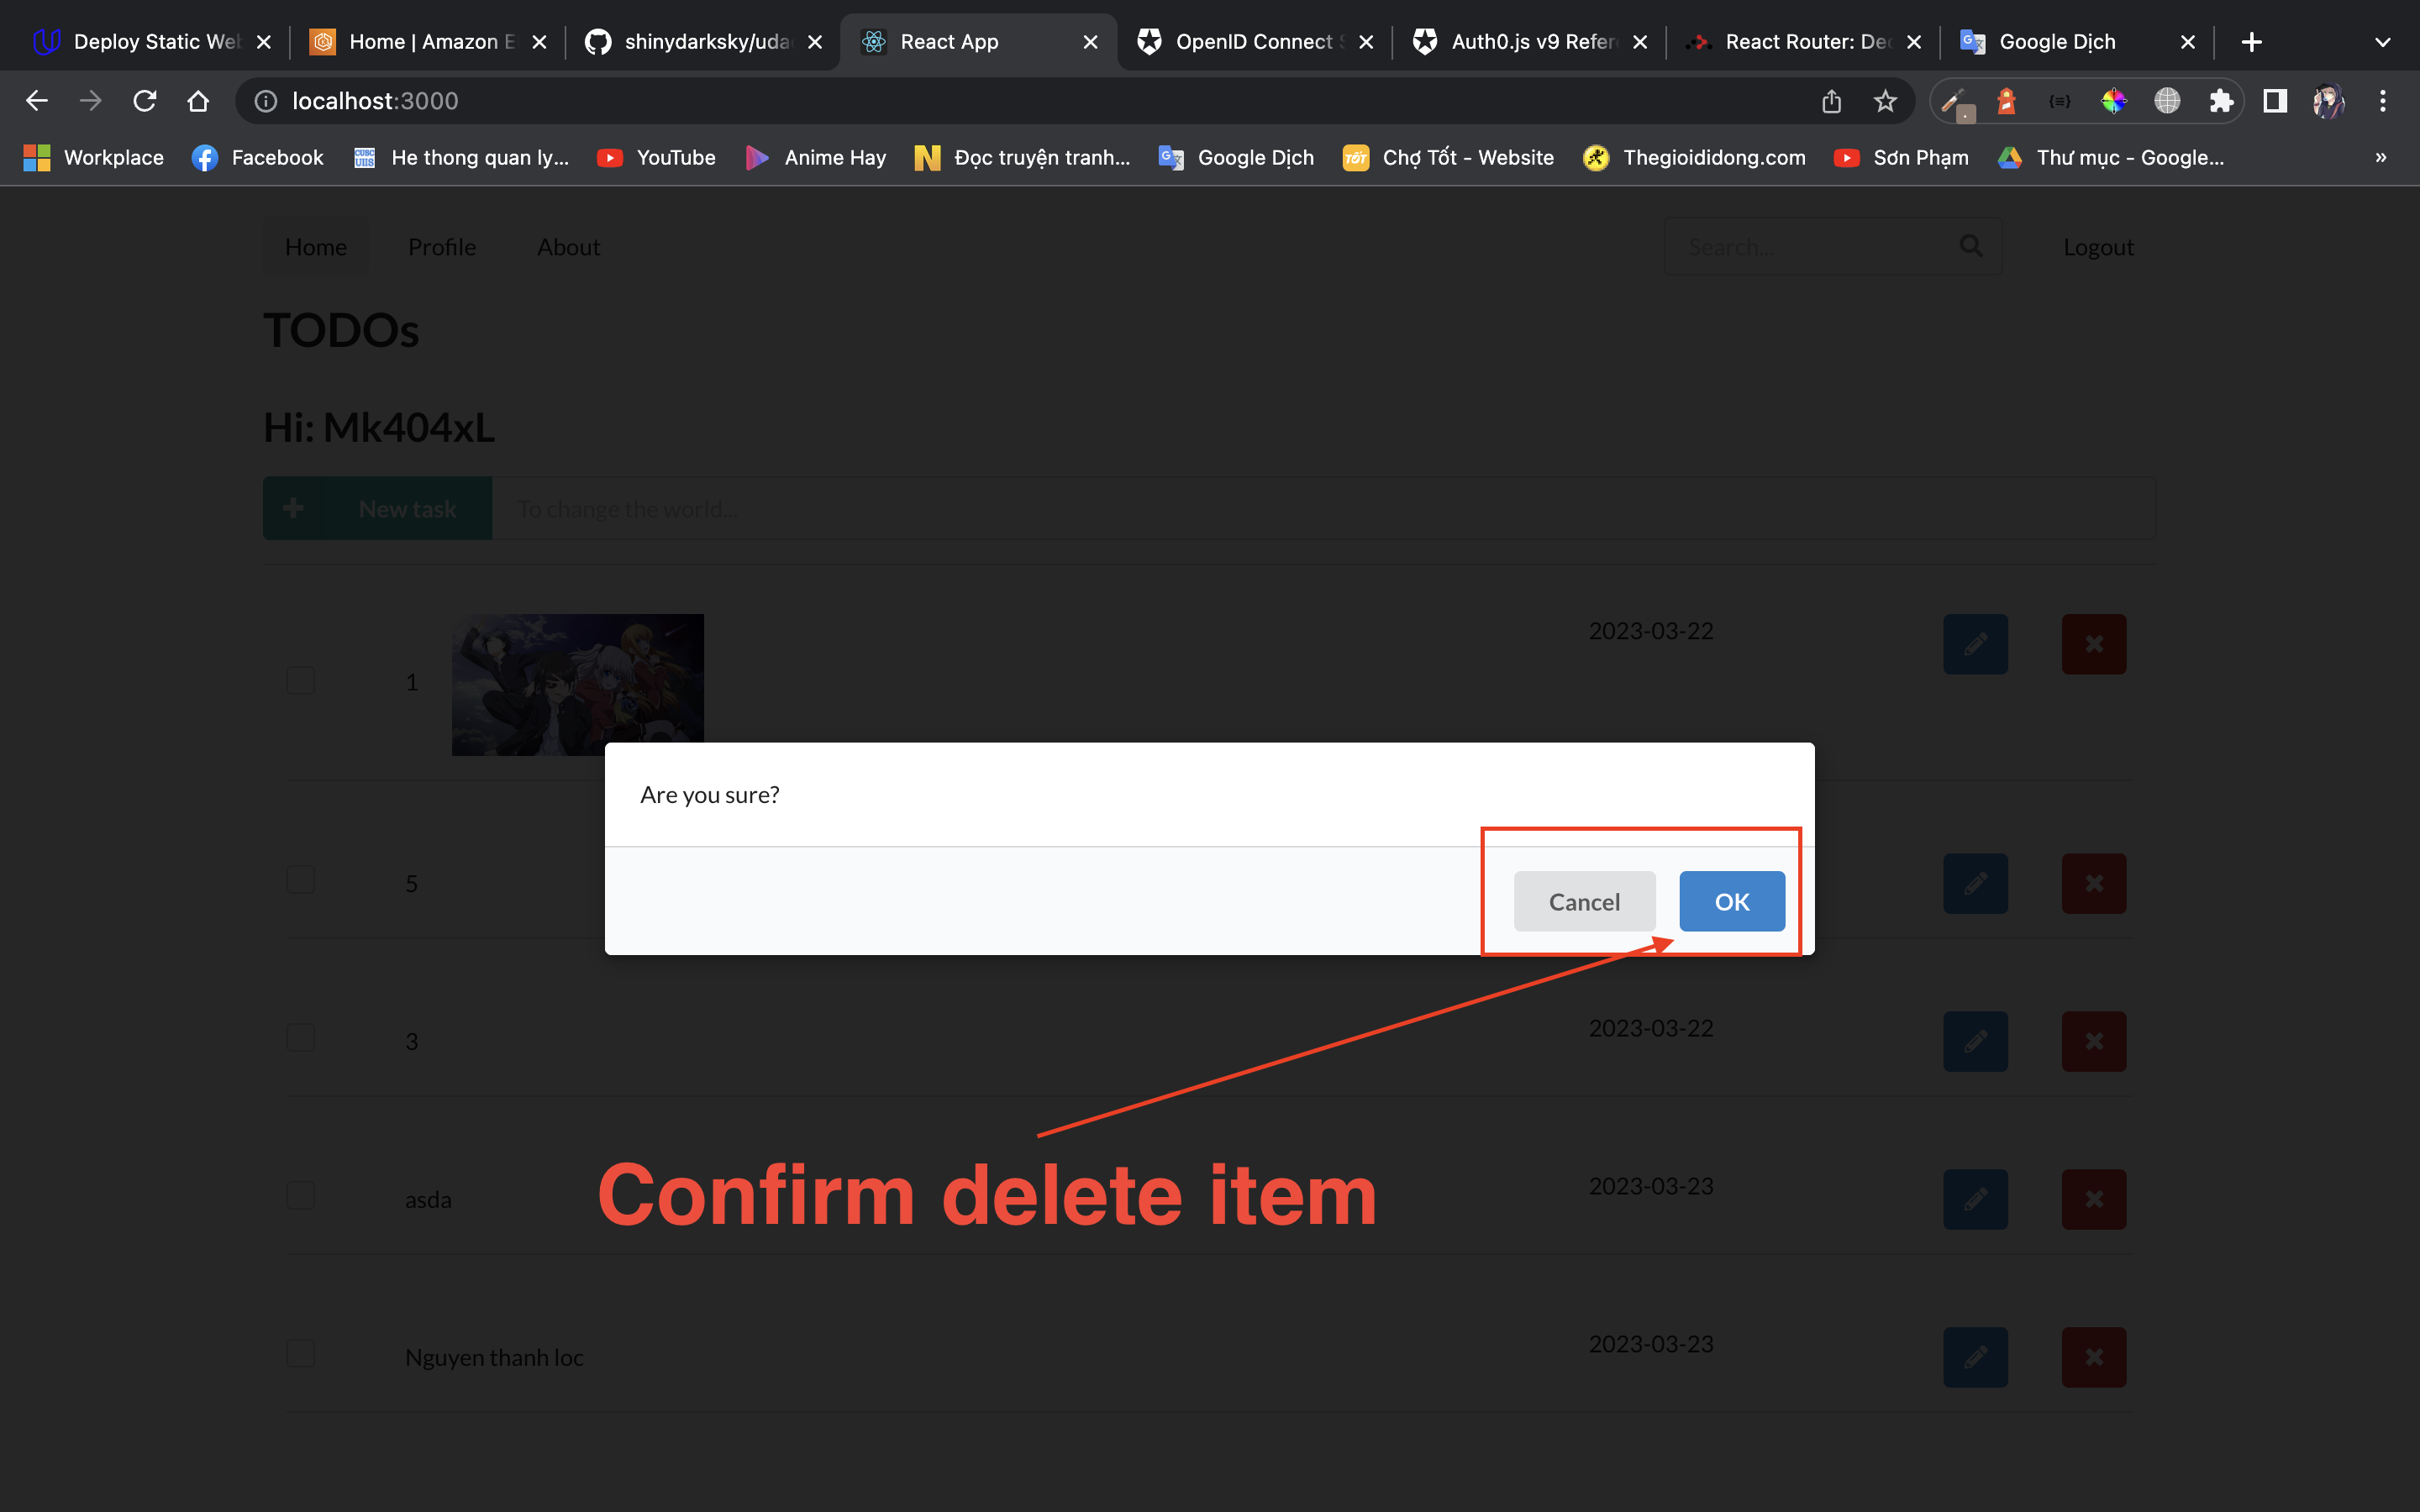 Deploy Static Web
Home | Amazon E
shinydarksky/uda
React App
OpenID Connect S
Auth0.js v9 Refer
React Router: Dec
Google Dịch
localhost:3000
Workplace
Facebook
He thong quan ly...
YouTube
Anime Hay
Đọc truyện tranh...
Google Dịch
Chợ Tốt - Website
Thegioididong.com
Sơn Phạm
Thư mục - Google...
Home
Profile
About
Search...
Logout
TODOs
Hi: Mk404xL
New task
To change the world...
1
2023-03-22
Are you sure?
5
Cancel
OK
3
2023-03-22
Confirm delete item
asda
2023-03-23
Nguyen thanh loc
2023-03-23